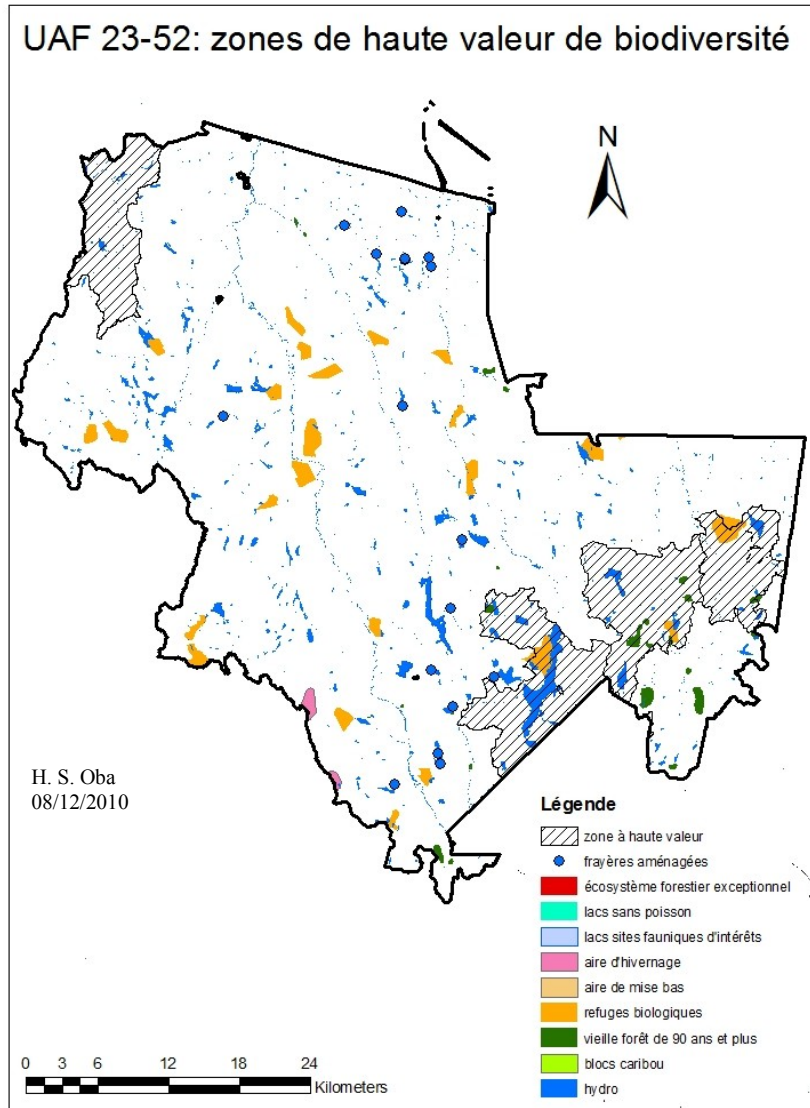 UAF 23-52: zones de haute valeur de biodiversité
N
H. S. Oba
08/12/2010
Légende
zone à haute valeur
frayères aménagées
écosystème forestier exceptionnel
lacs sans poisson
lacs sites fauniques d'intérêts
aire d'hivernage
aire de mise bas
refuges biologiques
vieille forêt de 90 ans et plus
blocs caribou
hydro
0 3 6 12 18 24
Kilometers